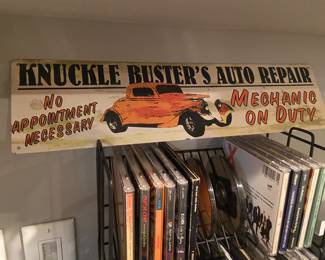 KNUCKLE BUSTER'S AUTO REPAIR
NO
APPOINTMENT
NECESSARY
MECHANIC
ON DUTY